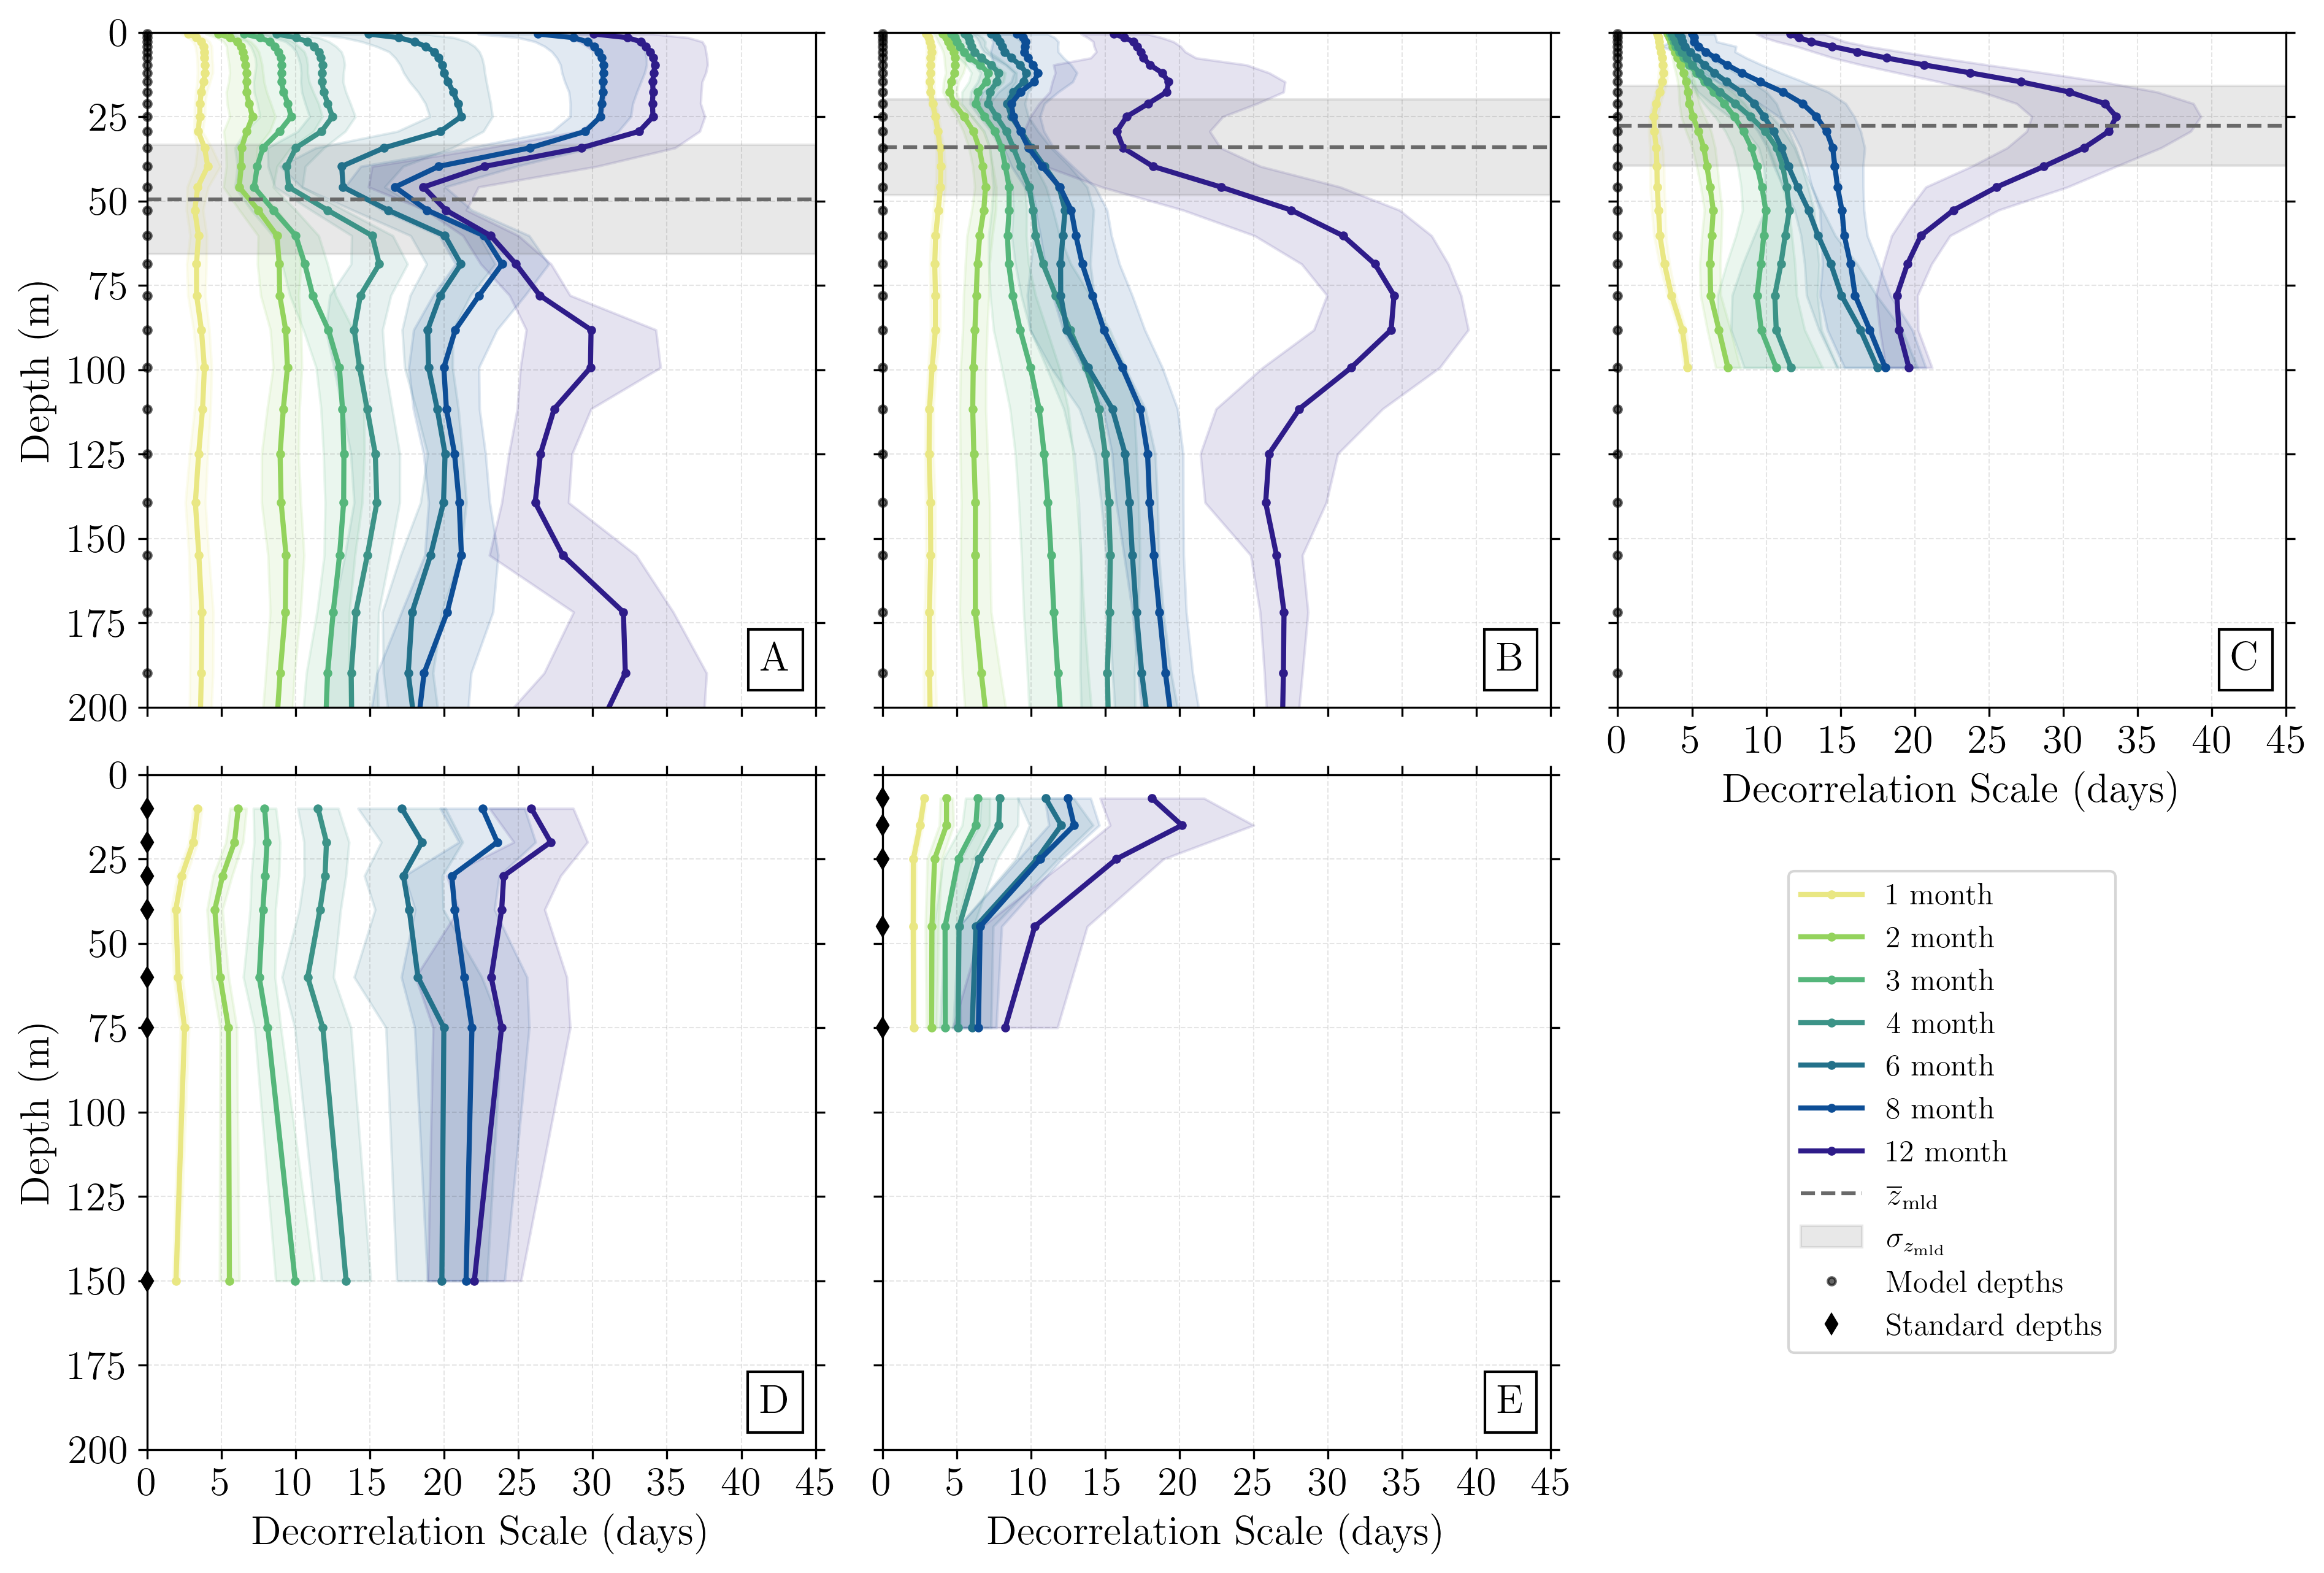 0
25
50
75
100
125
150
175
200
Depth (m)
A
B
C
0 5 10 15 20 25 30 35 40 45
Decorrelation Scale (days)
0
25
50
75
100
125
150
175
200
Depth (m)
D
E
0 5 10 15 20 25 30 35 40 45
Decorrelation Scale (days)
0 5 10 15 20 25 30 35 40 45
Decorrelation Scale (days)
1 month
2 month
3 month
4 month
6 month
8 month
12 month
z̅mld
σzmld
Model depths
Standard depths